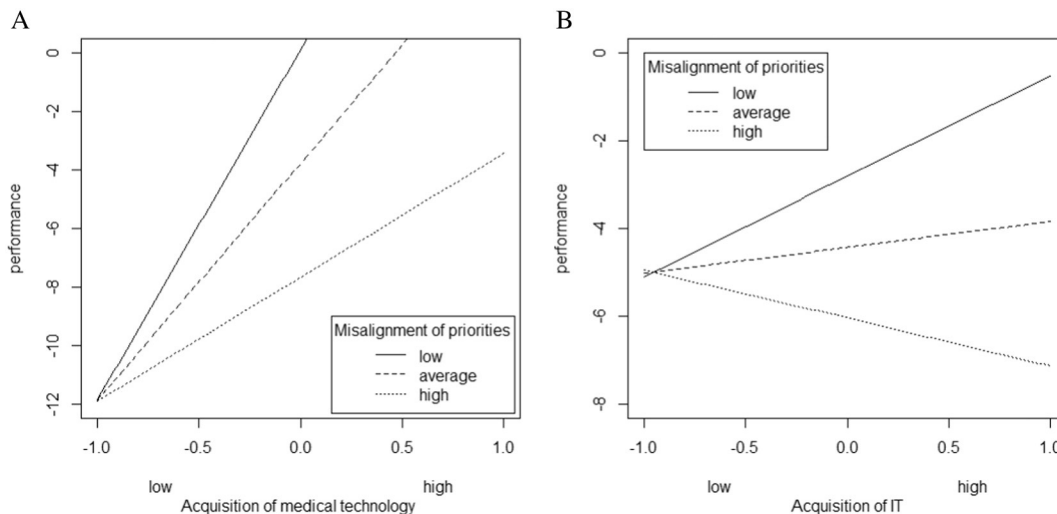 A
performance
0
-2
-4
-6
-8
-10
-12
Misalignment of priorities
low
average
high
-1.0 -0.5 0.0 0.5 1.0
low high
Acquisition of medical technology
B
performance
0
-2
-4
-6
-8
Misalignment of priorities
low
average
high
-1.0 -0.5 0.0 0.5 1.0
low high
Acquisition of IT